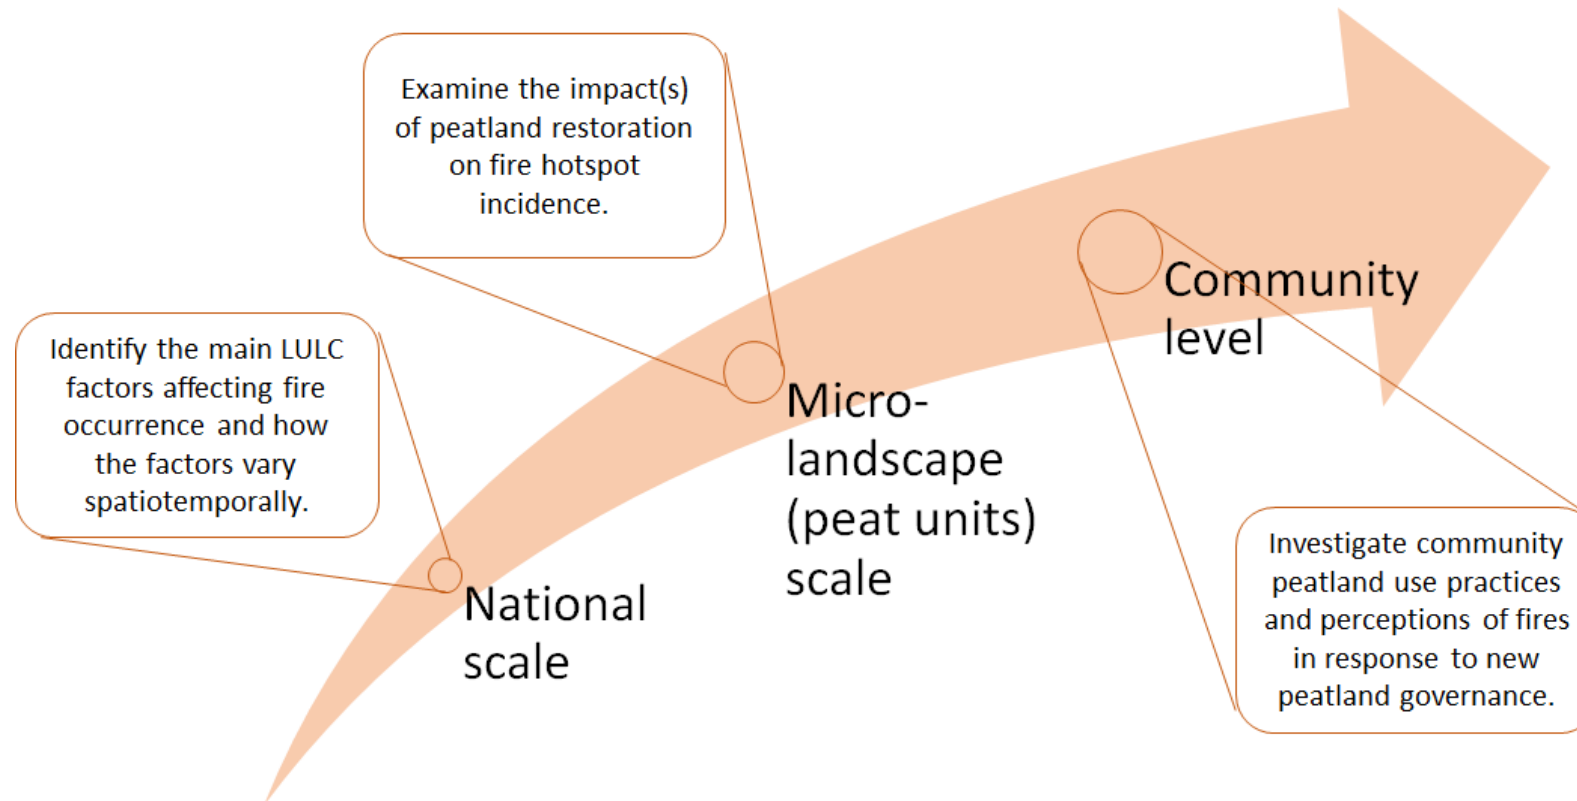 Examine the impact(s)
of peatland restoration
on fire hotspot
incidence.
Identify the main LULC
factors affecting fire
occurrence and how
the factors vary
spatiotemporally.
National
scale
Micro-
landscape
(peat units)
scale
Community
level
Investigate community
peatland use practices
and perceptions of fires
in response to new
peatland governance.